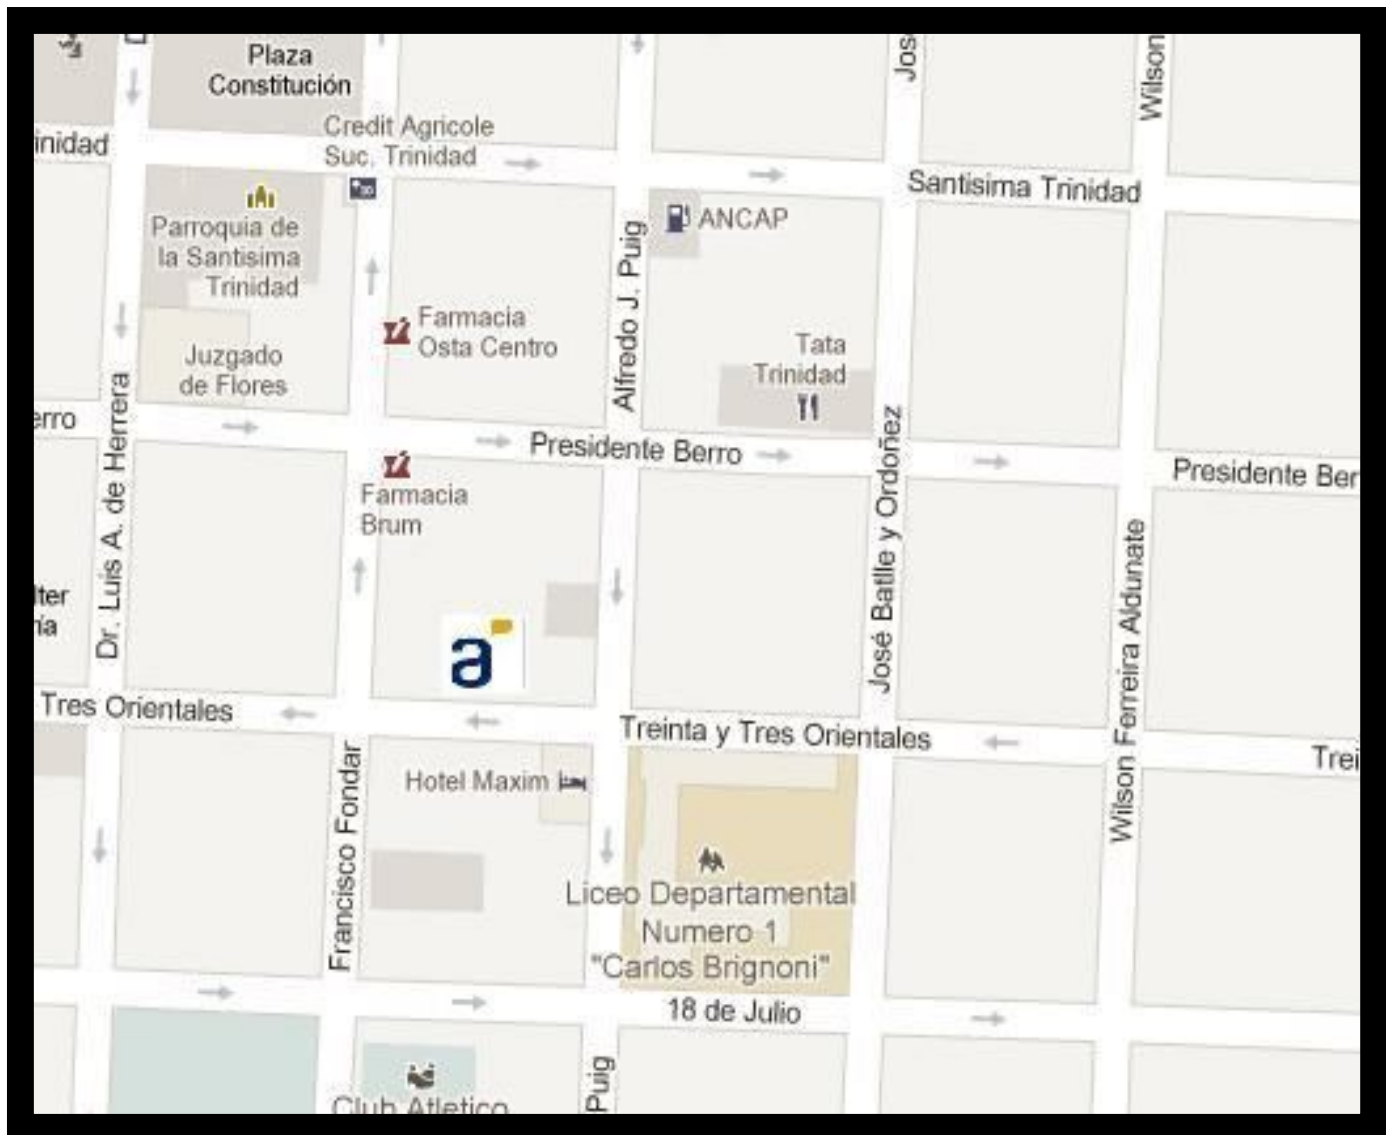 Plaza
Constitución
José
Wilson
Credit Agricole
Suc. Trinidad
inidad
Santisima Trinidad
ANCAP
Parroquia de
la Santisima
Trinidad
Alfredo J. Puig
Farmacia
Osta Centro
Tata
Trinidad
Juzgado
de Flores
erro
Presidente Berro
Presidente Ber
Dr. Luis A. de Herrera
José Batlle y Ordoñez
Farmacia
Brum
Wilson Ferreira Aldunate
lter
ía
a
Tres Orientales
Treinta y Tres Orientales
Trei
Hotel Maxim
Francisco Fondar
Liceo Departamental
Numero 1
"Carlos Brignoni"
18 de Julio
Puig
Club Atletico